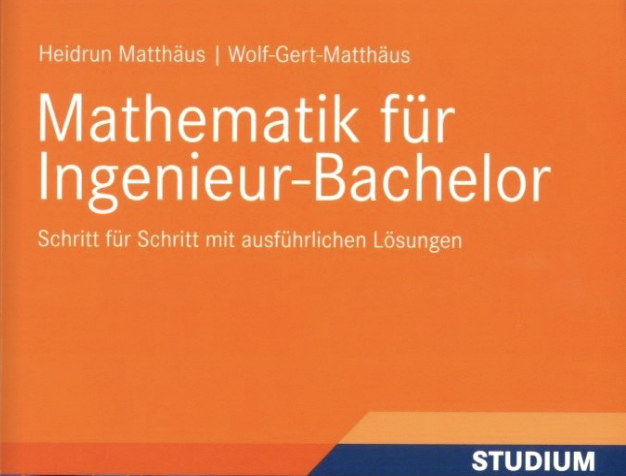 Heidrun Matthäus | Wolf-Gert-Matthäus
Mathematik für
Ingenieur-Bachelor
Schritt für Schritt mit ausführlichen Lösungen
STUDIUM